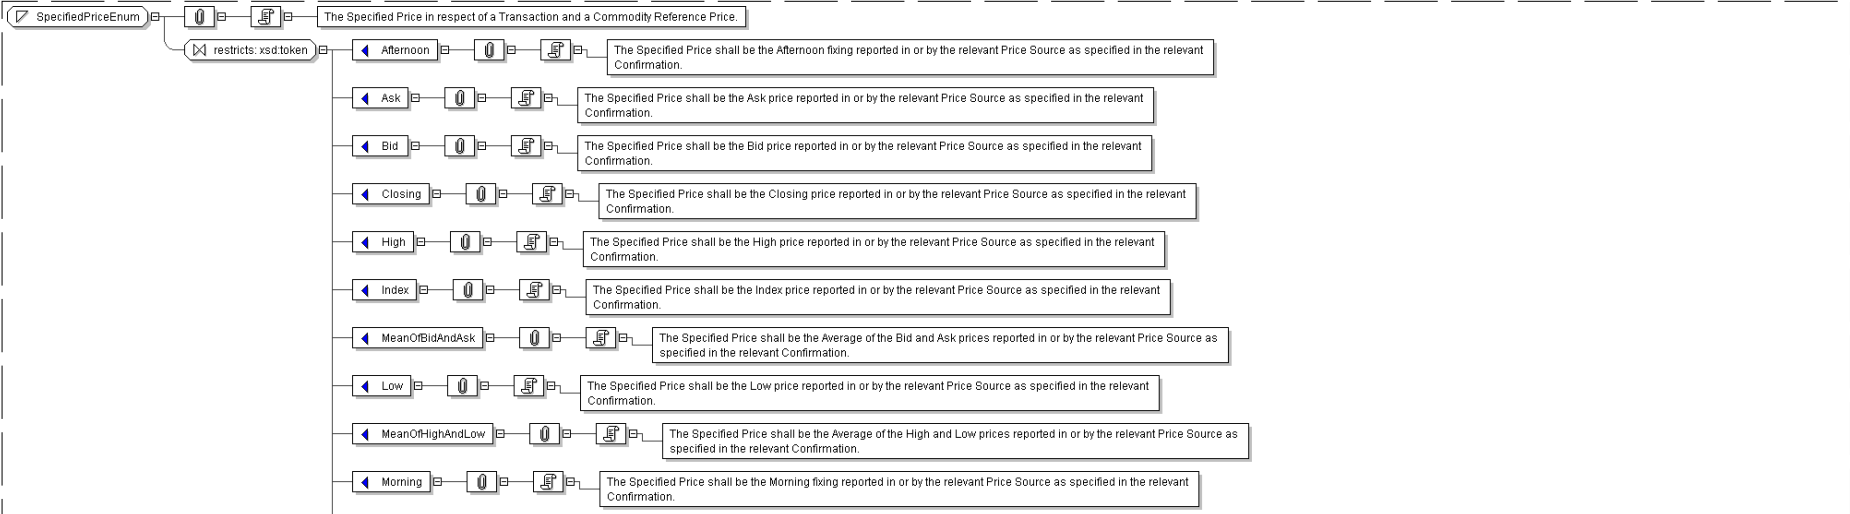 SpecifiedPriceEnum
The Specified Price in respect of a Transaction and a Commodity Reference Price.
restricts: xsd:token
Afternoon
The Specified Price shall be the Afternoon fixing reported in or by the relevant Price Source as specified in the relevant
Confirmation.
Ask
The Specified Price shall be the Ask price reported in or by the relevant Price Source as specified in the relevant
Confirmation.
Bid
The Specified Price shall be the Bid price reported in or by the relevant Price Source as specified in the relevant
Confirmation.
Closing
The Specified Price shall be the Closing price reported in or by the relevant Price Source as specified in the relevant
Confirmation.
High
The Specified Price shall be the High price reported in or by the relevant Price Source as specified in the relevant
Confirmation.
Index
The Specified Price shall be the Index price reported in or by the relevant Price Source as specified in the relevant
Confirmation.
MeanOfBidAndAsk
The Specified Price shall be the Average of the Bid and Ask prices reported in or by the relevant Price Source as
specified in the relevant Confirmation.
Low
The Specified Price shall be the Low price reported in or by the relevant Price Source as specified in the relevant
Confirmation.
MeanOfHighAndLow
The Specified Price shall be the Average of the High and Low prices reported in or by the relevant Price Source as
specified in the relevant Confirmation.
Morning
The Specified Price shall be the Morning fixing reported in or by the relevant Price Source as specified in the relevant
Confirmation.